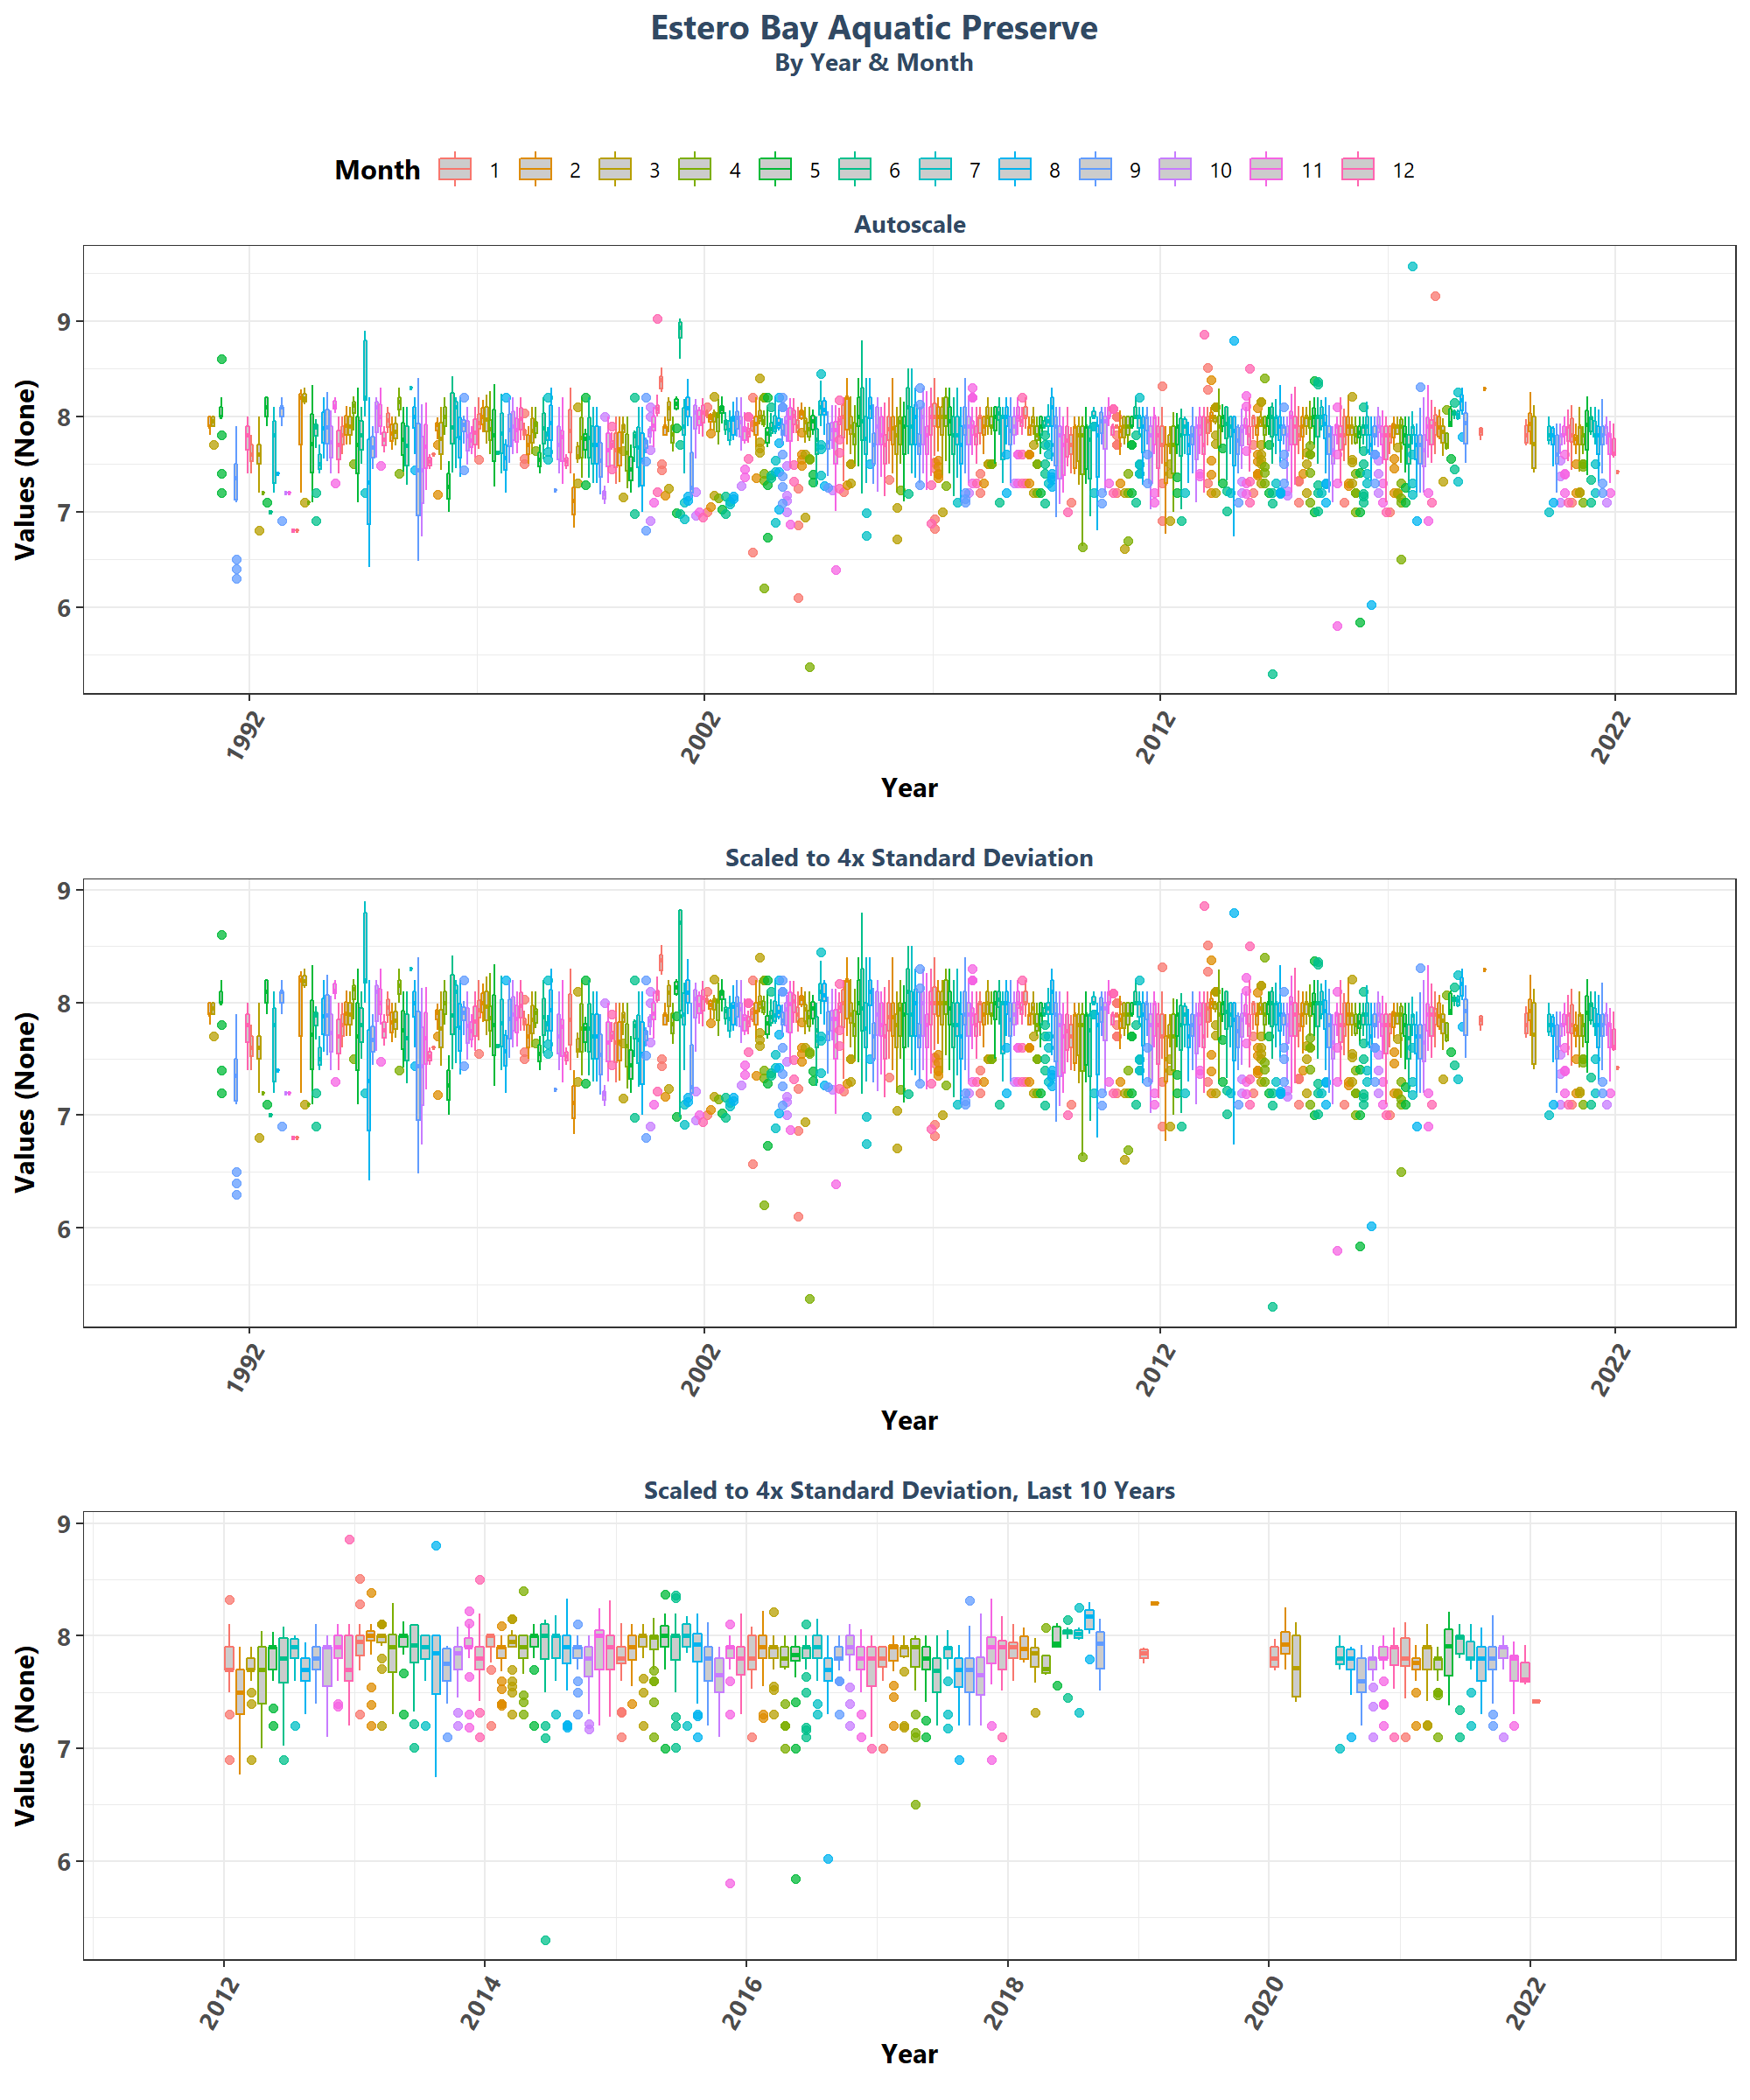 Estero Bay Aquatic Preserve
By Year & Month
Month 1 2 3 4 5 6 7 8 9 10 11 12
Autoscale
Values (None)
9
8
7
6
1992 2002 2012 2022
Year
Scaled to 4x Standard Deviation
Values (None)
9
8
7
6
1992 2002 2012 2022
Year
Scaled to 4x Standard Deviation, Last 10 Years
Values (None)
9
8
7
6
2012 2014 2016 2018 2020 2022
Year